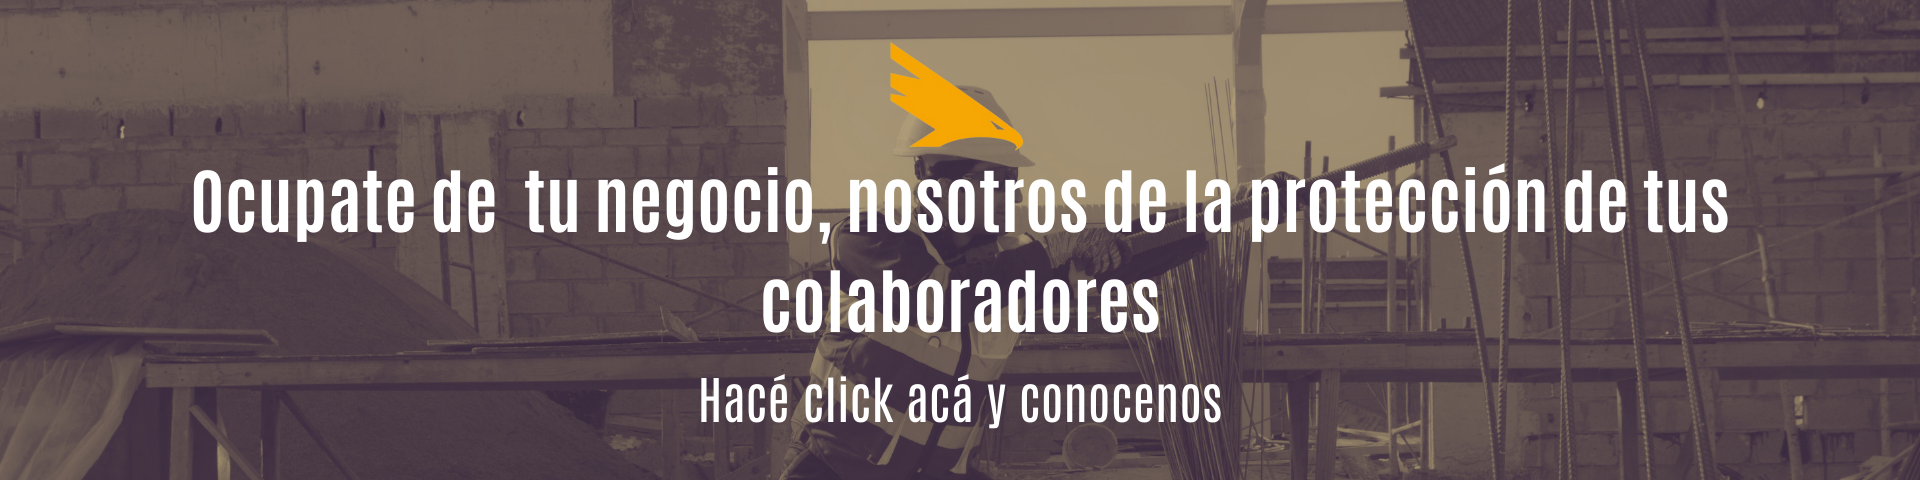 Ocupate de  tu negocio, nosotros de la protección de tus
colaboradores
Hacé click acá y conocenos